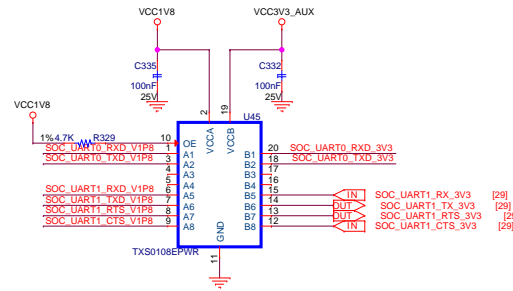 VCC1V8 VCC3V3_AUX
C335 C332
100nF 100nF
25V 25V
VCC1V8
2 19 U45
VCCA VCCB
1% 4.7K R329 10 OE
SOC_UART0_RXD_V1P8 1 A1 B1 20 SOC_UART0_RXD_3V3
SOC_UART0_TXD_V1P8 3 A2 B2 18 SOC_UART0_TXD_3V3
4 A3 B3 17
5 A4 B4 16
SOC_UART1_RXD_V1P8 6 A5 B5 15 IN SOC_UART1_RX_3V3 [29]
SOC_UART1_TXD_V1P8 7 A6 B6 14 OUT SOC_UART1_TX_3V3 [29]
SOC_UART1_RTS_V1P8 8 A7 B7 13 OUT SOC_UART1_RTS_3V3
SOC_UART1_CTS_V1P8 9 A8 B8 12 IN SOC_UART1_CTS_3V3 [29]
GND
TXS0108EPWR 11